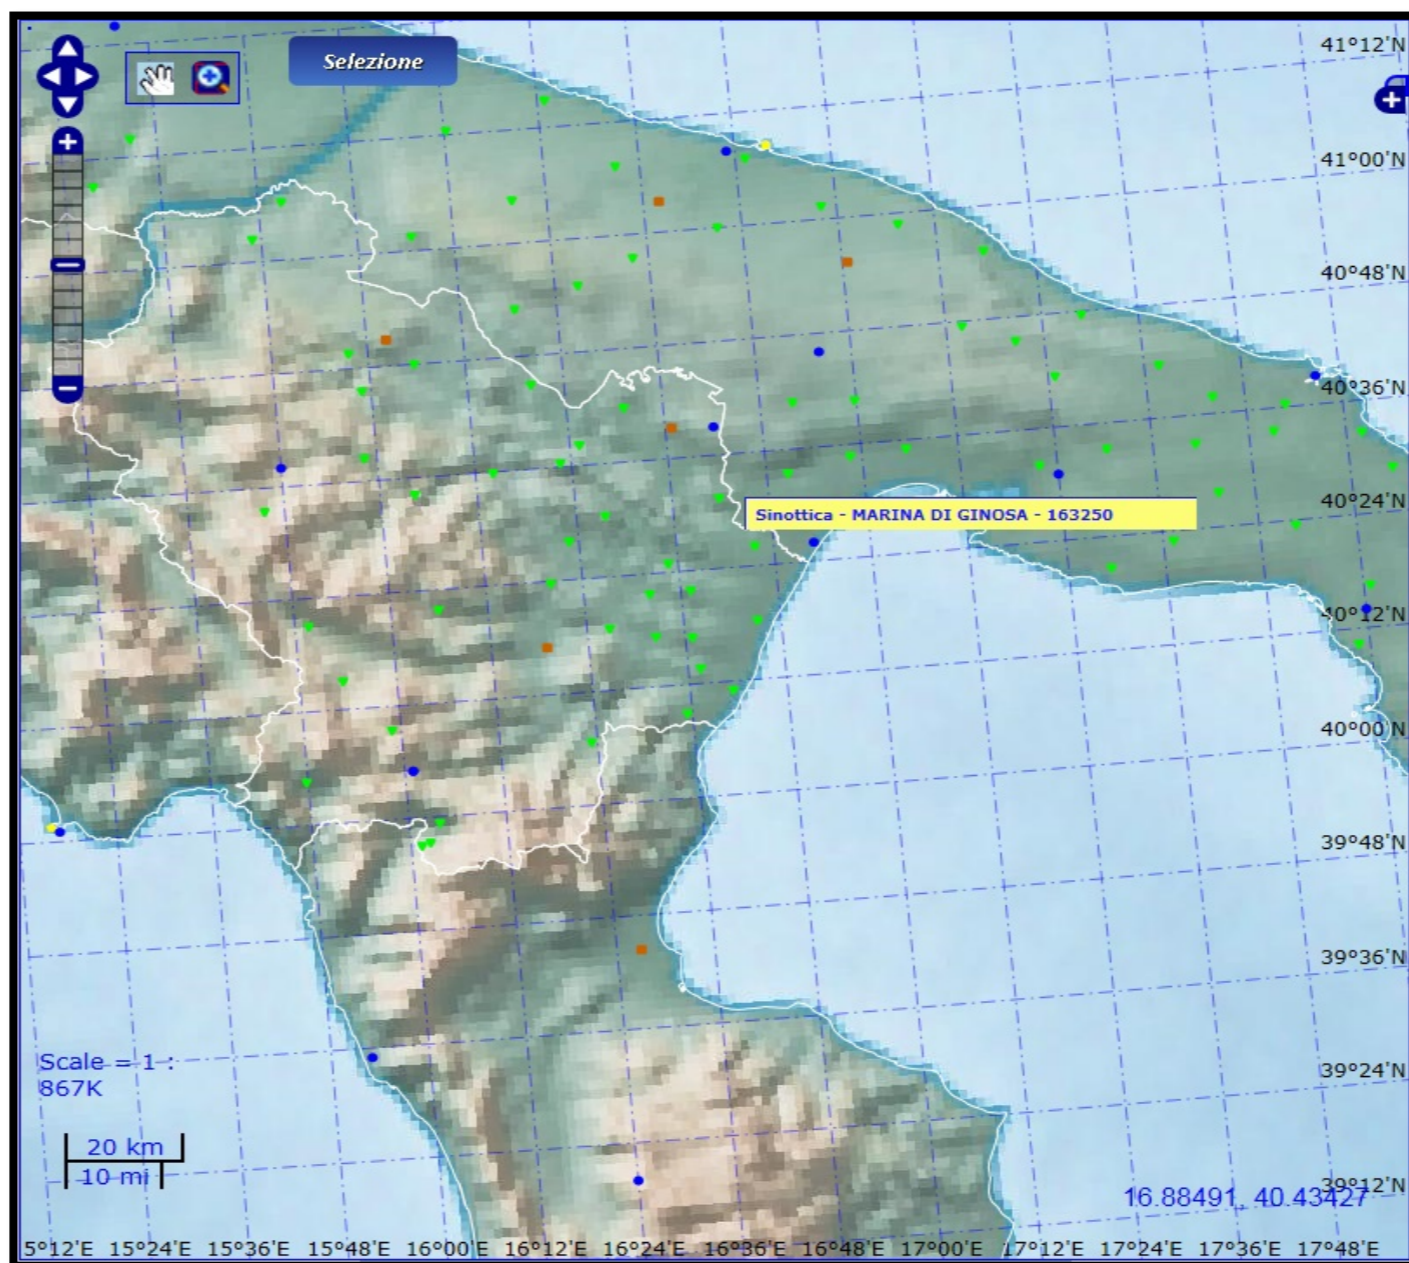 Selezione
41°12'N
41°00'N
40°48'N
40°36'N
40°24'N
Sinottica - MARINA DI GINOSA - 163250
40°12'N
40°00'N
39°48'N
39°36'N
39°24'N
Scale = 1 :
867K
20 km
10 mi
39°12'N
16.88491, 40.43427
5°12'E 15°24'E 15°36'E 15°48'E 16°00'E 16°12'E 16°24'E 16°36'E 16°48'E 17°00'E 17°12'E 17°24'E 17°36'E 17°48'E